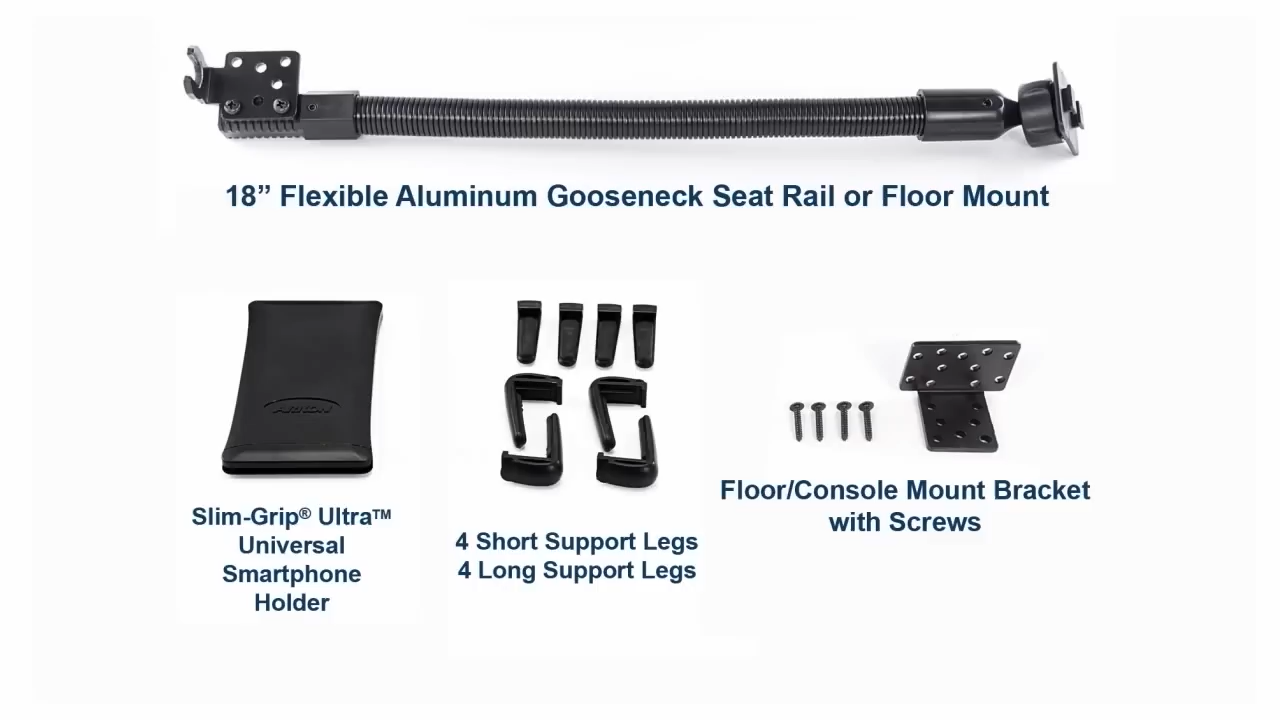 18” Flexible Aluminum Gooseneck Seat Rail or Floor Mount
ARKON
Slim-Grip® Ultra™
Universal
Smartphone
Holder
4 Short Support Legs
4 Long Support Legs
Floor/Console Mount Bracket
with Screws